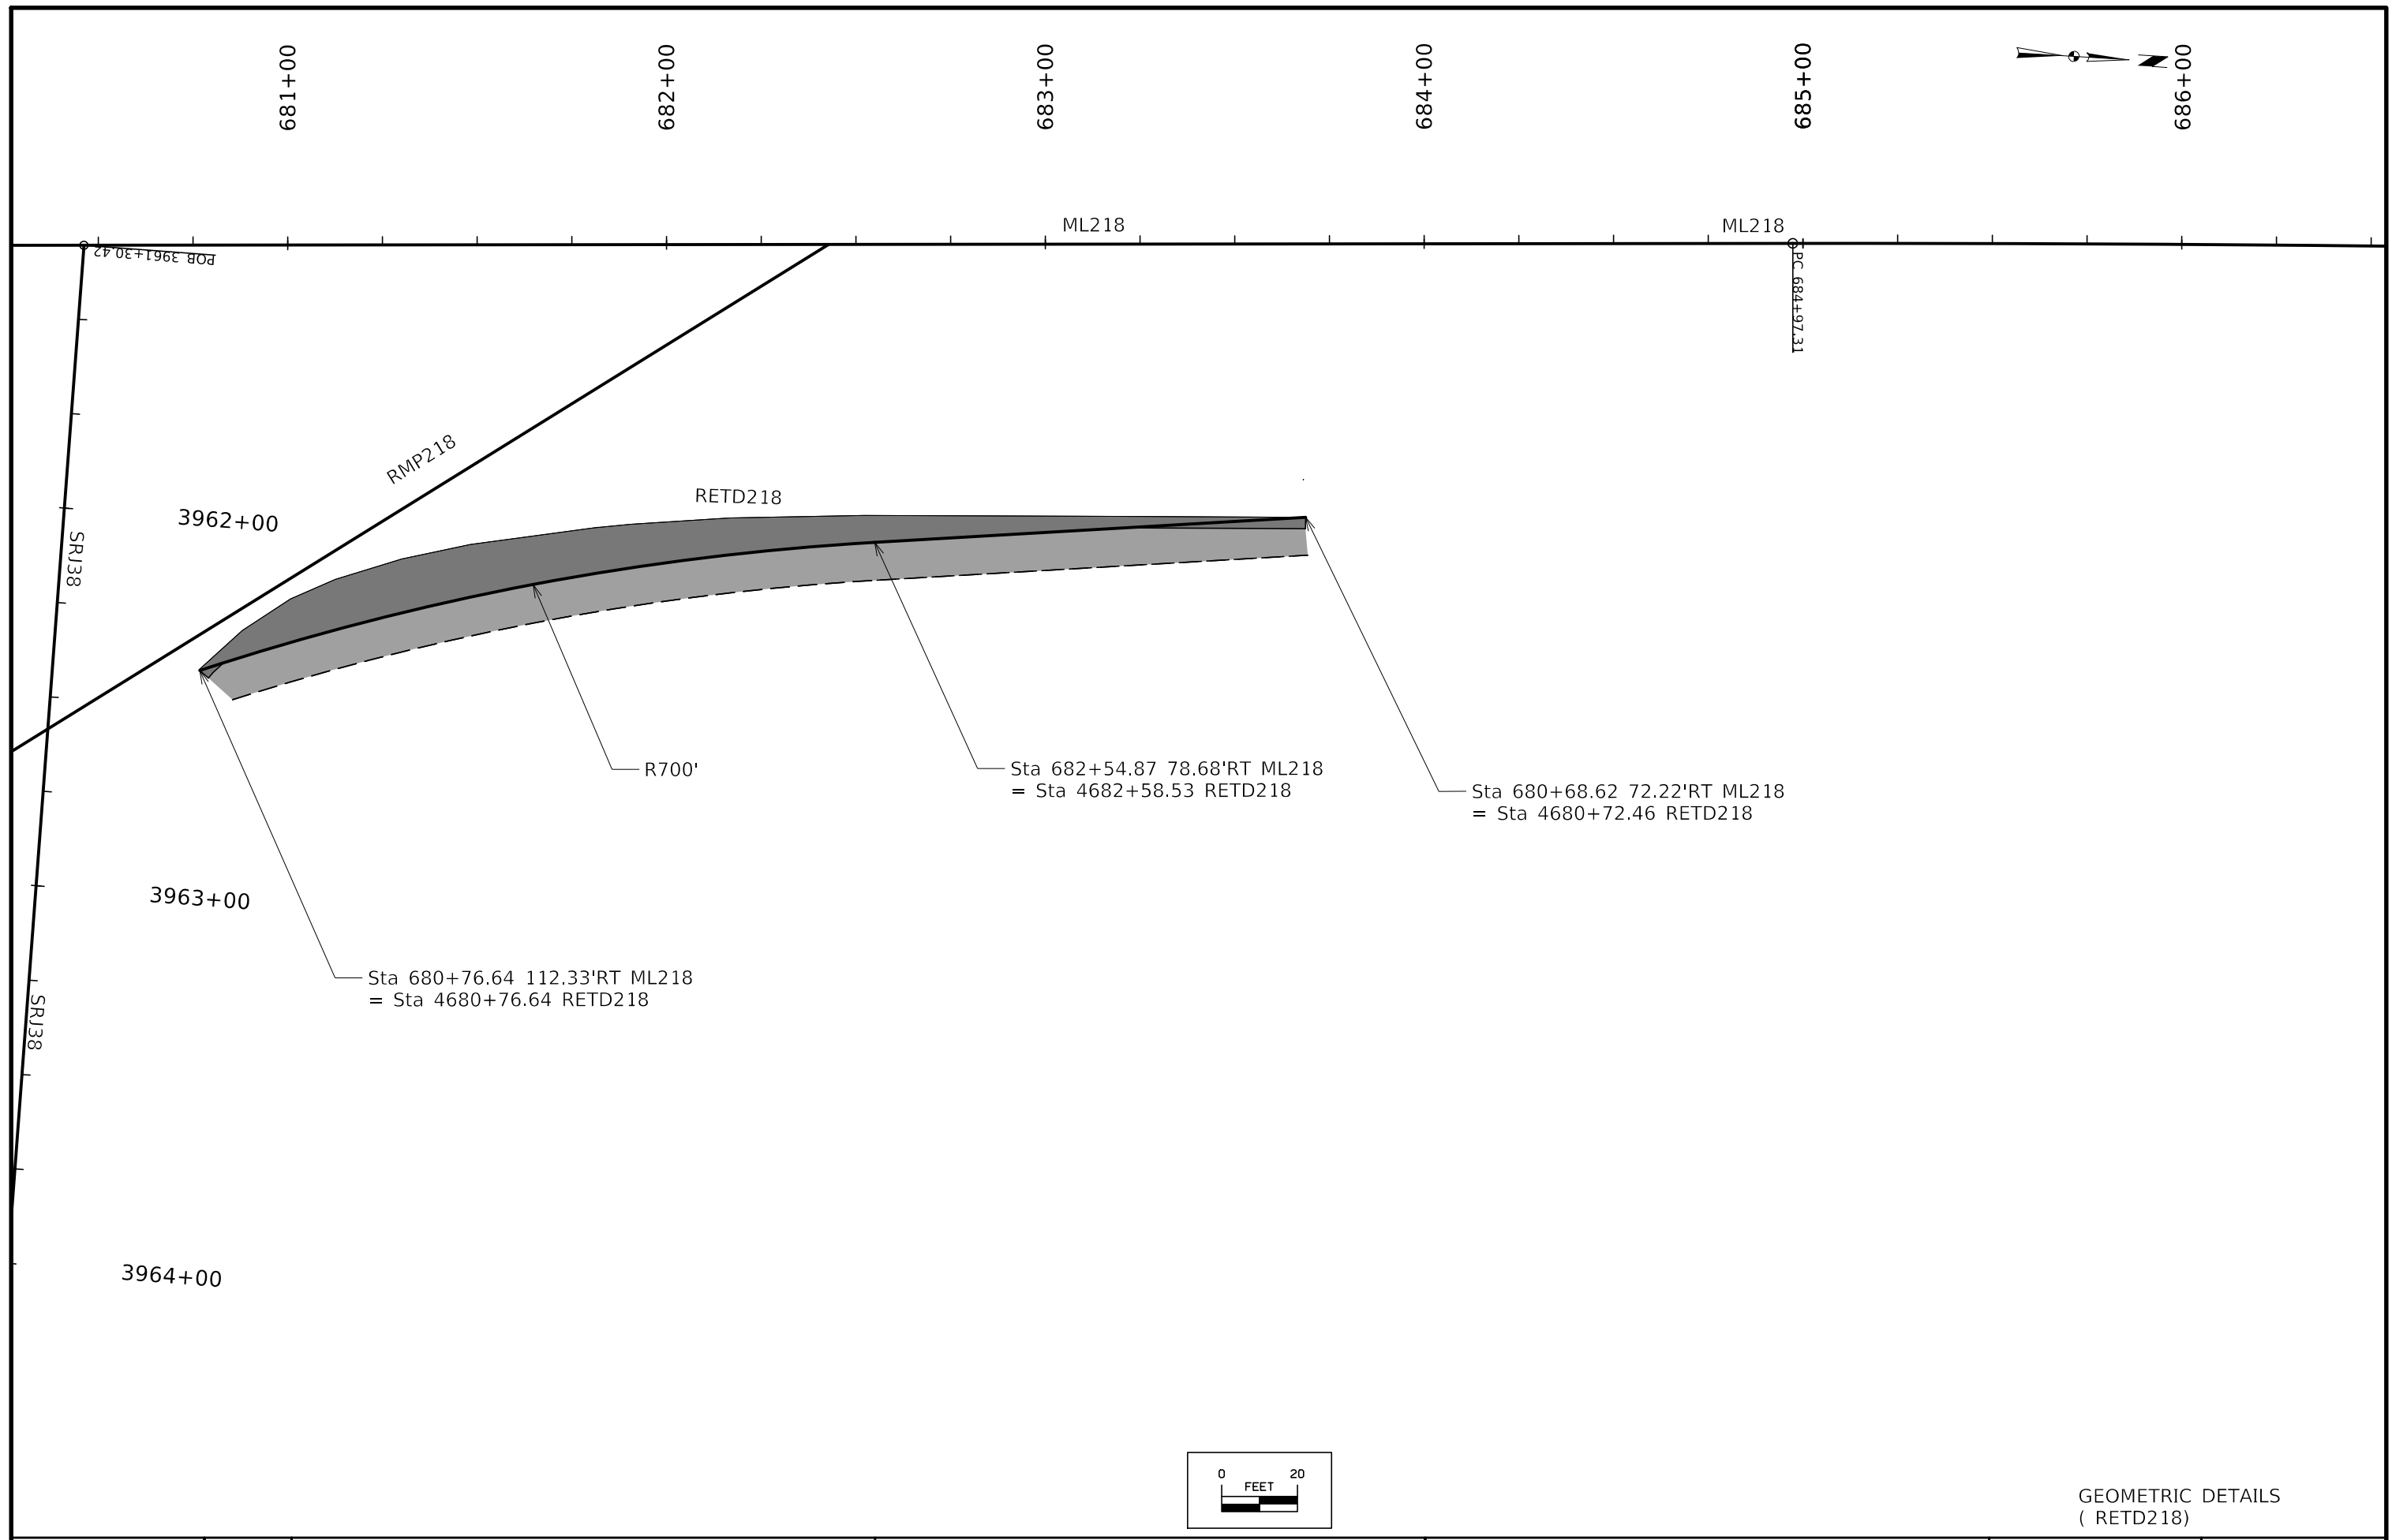 681+00
682+00
683+00
684+00
685+00
686+00
ML218
ML218
POB 3961+30.42
PC 684+97.31
RMP218
RETD218
3962+00
SRJ38
R700'
Sta 682+54.87 78.68'RT ML218
= Sta 4682+58.53 RETD218
Sta 680+68.62 72.22'RT ML218
= Sta 4680+72.46 RETD218
3963+00
Sta 680+76.64 112.33'RT ML218
= Sta 4680+76.64 RETD218
SRJ38
3964+00
0 20
FEET
GEOMETRIC DETAILS
( RETD218)